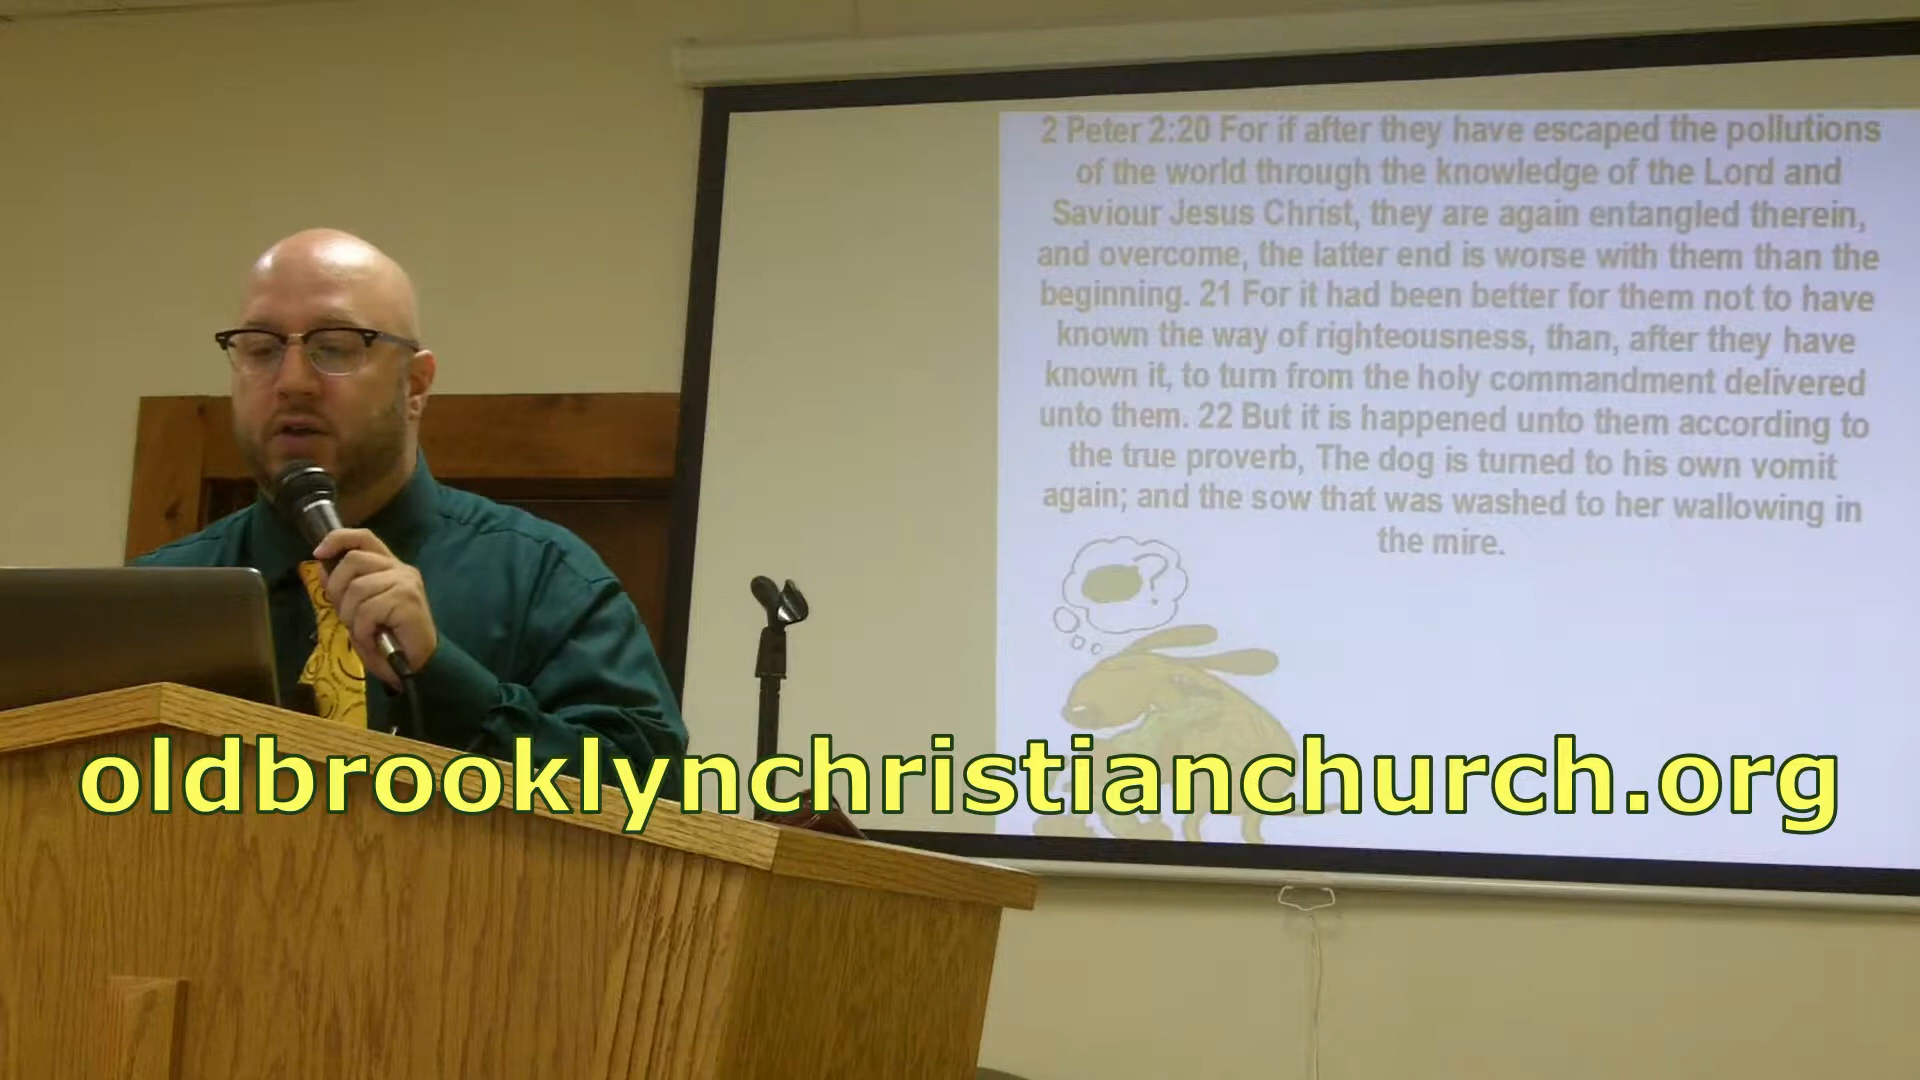 2 Peter 2:20 For if after they have escaped the pollutions
of the world through the knowledge of the Lord and
Saviour Jesus Christ, they are again entangled therein,
and overcome, the latter end is worse with them than the
beginning. 21 For it had been better for them not to have
known the way of righteousness, than, after they have
known it, to turn from the holy commandment delivered
unto them. 22 But it is happened unto them according to
the true proverb, The dog is turned to his own vomit
again; and the sow that was washed to her wallowing in
the mire.
?
oldbrooklynchristianchurch.org